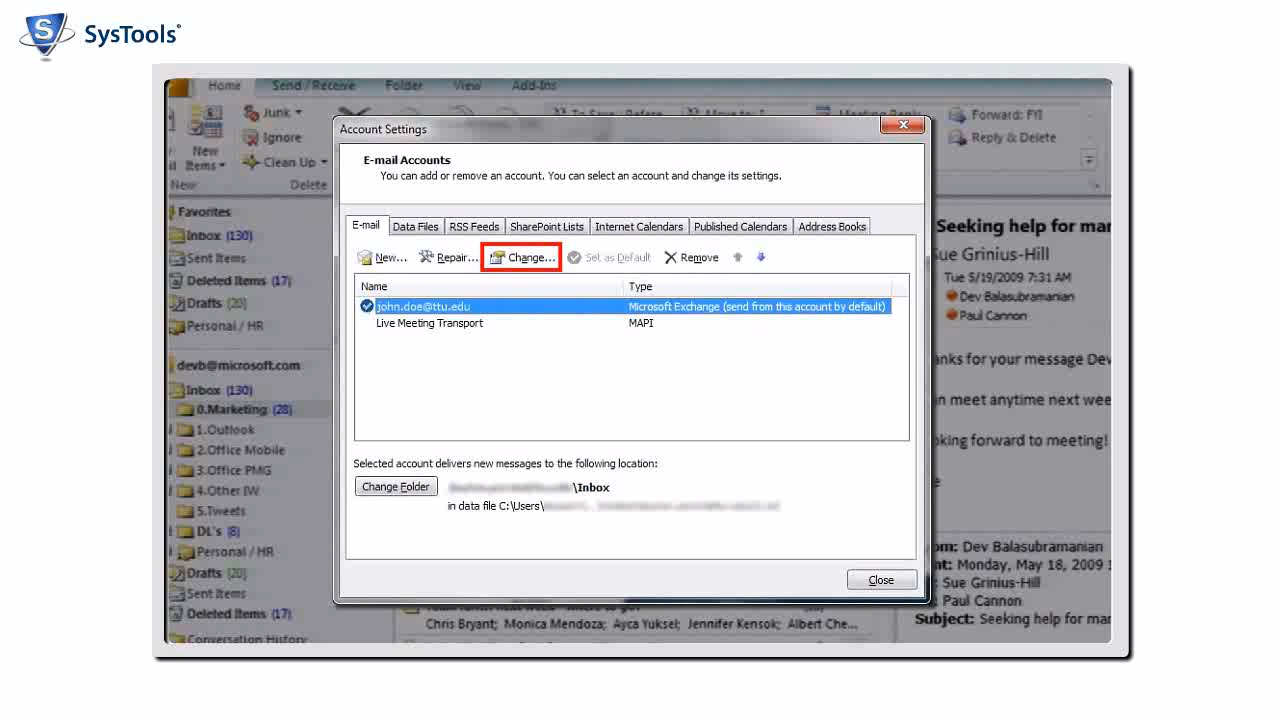 SysTools
Home Send / Receive Folder View Add-Ins
New Items
Junk
Ignore
Clean Up
New
Delete
Forward: FYI
Reply & Delete
Account Settings
E-mail Accounts
You can add or remove an account. You can select an account and change its settings.
E-mail Data Files RSS Feeds SharePoint Lists Internet Calendars Published Calendars Address Books
New... Repair... Change... Set as Default Remove
Name Type
john.doe@ttu.edu Microsoft Exchange (send from this account by default)
Live Meeting Transport MAPI
Selected account delivers new messages to the following location:
Change Folder \Inbox
in data file C:\Users\
Close
Favorites
Inbox (130)
Sent Items
Deleted Items (17)
Drafts (20)
Personal / HR
devb@microsoft.com
Inbox (130)
0.Marketing (28)
1.Outlook
2.Office Mobile
3.Office PMG
4.Other IW
5.Tweets
DL's (8)
Personal / HR
Drafts [20]
Sent Items
Deleted Items (17)
Conversation History
Chris Bryant; Monica Mendoza; Ayca Yuksel; Jennifer Kensok; Albert Che...
Seeking help for mar
Sue Grinius-Hill
Tue 5/19/2009 7:31 AM
Dev Balasubramanian
Paul Cannon
anks for your message Dev
n meet anytime next wee
oking forward to meeting!
e
om: Dev Balasubramanian
nt: Monday, May 18, 2009 1
: Sue Grinius-Hill
Paul Cannon
Subject: Seeking help for mar